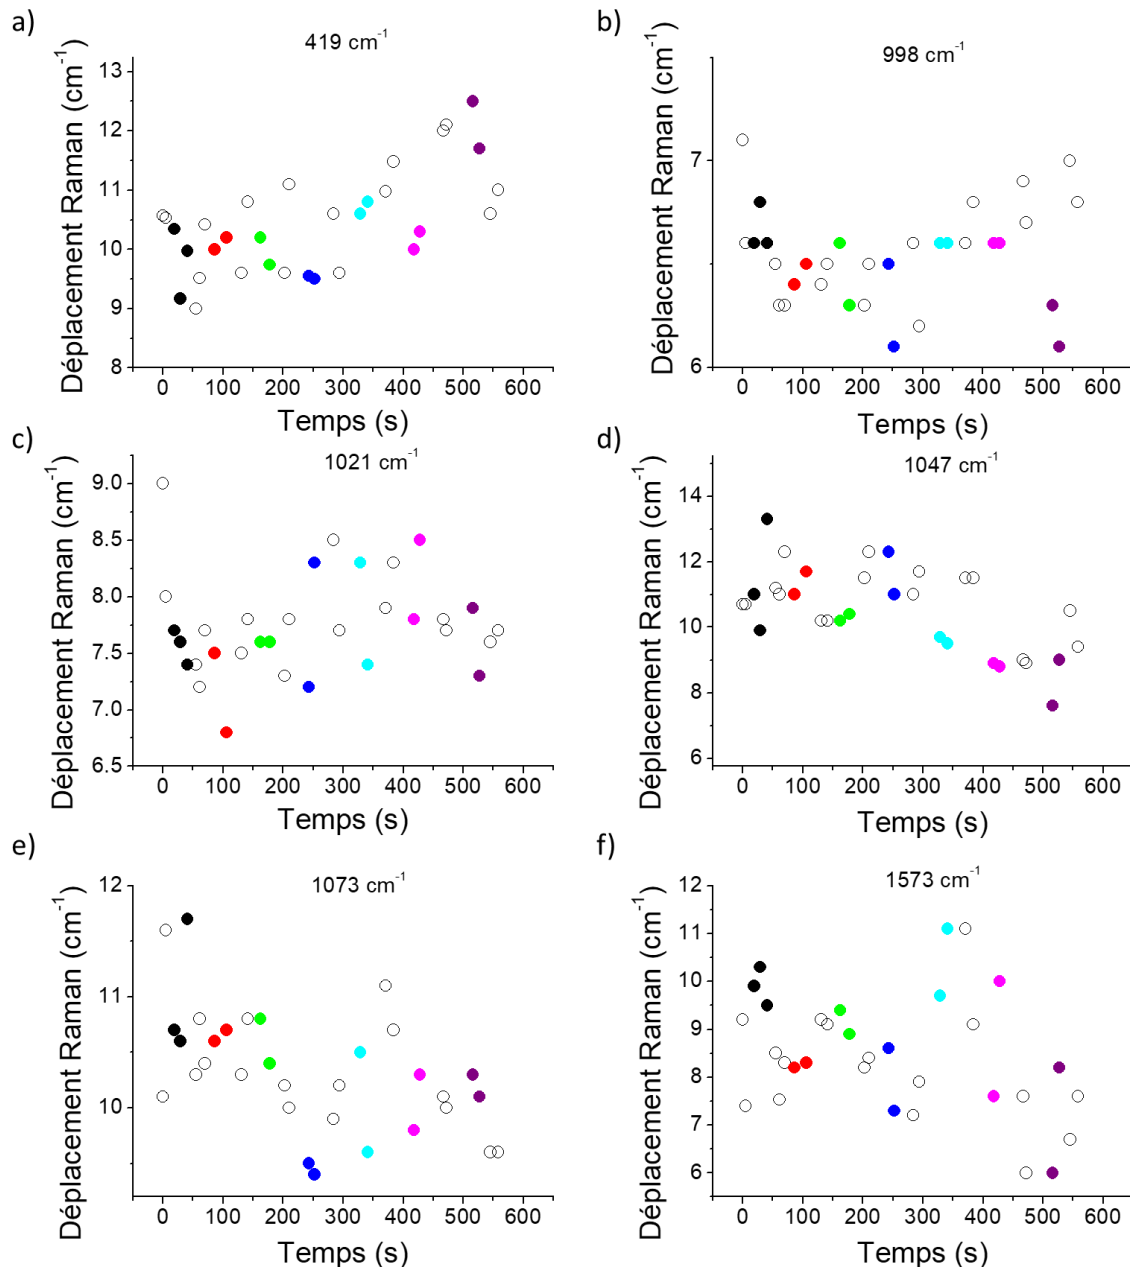 a)
419 cm⁻¹
Déplacement Raman (cm⁻¹)
13
12
11
10
9
8
0 100 200 300 400 500 600
Temps (s)
b)
998 cm⁻¹
Déplacement Raman (cm⁻¹)
7
6
0 100 200 300 400 500 600
Temps (s)
c)
1021 cm⁻¹
Déplacement Raman (cm⁻¹)
9.0
8.5
8.0
7.5
7.0
6.5
0 100 200 300 400 500 600
Temps (s)
d)
1047 cm⁻¹
Déplacement Raman (cm⁻¹)
14
12
10
8
6
0 100 200 300 400 500 600
Temps (s)
e)
1073 cm⁻¹
Déplacement Raman (cm⁻¹)
12
11
10
0 100 200 300 400 500 600
Temps (s)
f)
1573 cm⁻¹
Déplacement Raman (cm⁻¹)
12
11
10
9
8
7
6
0 100 200 300 400 500 600
Temps (s)